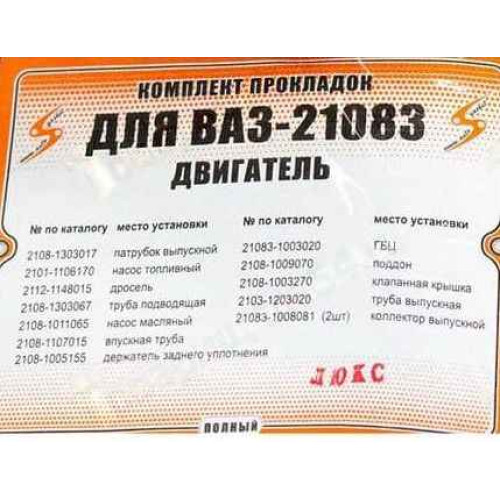 КОМПЛЕКТ ПРОКЛАДОК
ДЛЯ ВАЗ-21083
ДВИГАТЕЛЬ
№ по каталогу место установки
2108-1303017 патрубок выпускной
2101-1106170 насос топливный
2112-1148015 дросель
2108-1303067 труба подводящая
2108-1011065 насос масляный
2108-1107015 впускная труба
2108-1005155 держатель заднего уплотнения
№ по каталогу место установки
21083-1003020 ГБЦ
2108-1009070 поддон
2108-1003270 клапанная крышка
2103-1203020 труба выпускная
21083-1008081 (2шт) коллектор выпускной
ЛЮКС
ПОЛНЫЙ